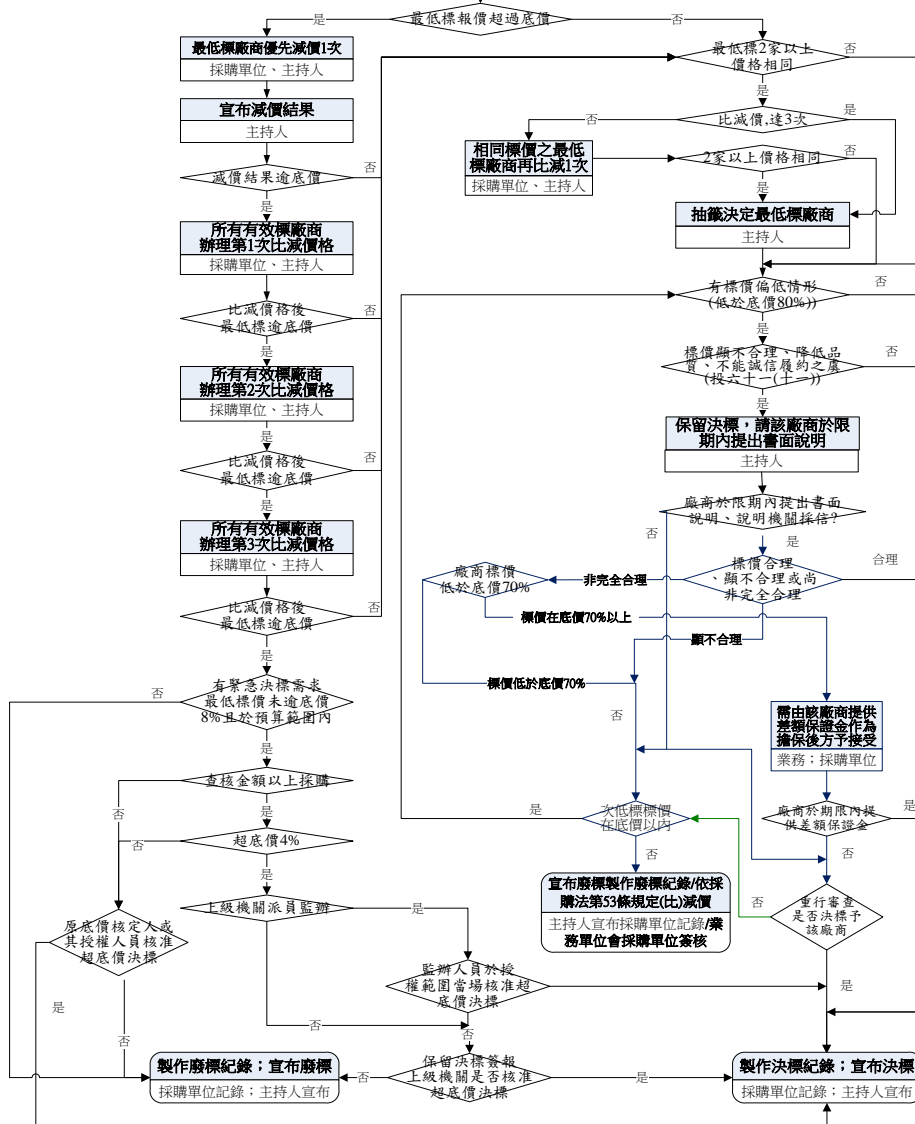 最低標報價超過底價
是
否
最低標廠商優先減價1次
採購單位、主持人
最低標2家以上
價格相同
否
宣布減價結果
主持人
是
比減價,達3次
是
否
相同標價之最低
標廠商再比減1次
採購單位、主持人
2家以上價格相同
減價結果逾底價
否
是
是
所有有效標廠商
辦理第1次比減價格
採購單位、主持人
抽籤決定最低標廠商
主持人
有標價偏低情形
(低於底價80%))
否
比減價格後
最低標逾底價
否
是
是
標價顯不合理、降低品
質、不能誠信履約之虞
(投六十一(十一))
否
所有有效標廠商
辦理第2次比減價格
採購單位、主持人
是
保留決標，請該廠商於限
期內提出書面說明
主持人
比減價格後
最低標逾底價
否
是
廠商於限期內提出書面
說明、說明機關採信?
否
是
所有有效標廠商
辦理第3次比減價格
採購單位、主持人
標價合理
、顯不合理或尚
非完全合理
合理
非完全合理
廠商標價
低於底價70%
比減價格後
最低標逾底價
否
標價在底價70%以上
顯不合理
是
標價低於底價70%
有緊急決標需求
最低標價未逾底價
8%且於預算範圍內
否
否
需由該廠商提供
差額保證金作為
擔保後方予接受
業務；採購單位
是
查核金額以上採購
否
是
次低標標價
在底價以內
是
廠商於期限內提
供差額保證金
是
超底價4%
否
否
否
是
宣布廢標製作廢標紀錄/依採
購法第53條規定(比)減價
主持人宣布採購單位記錄/業
務單位會採購單位簽核
上級機關派員監辦
是
否
重行審查
是否決標予
該廠商
原底價核定人或
其授權人員核准
超底價決標
監辦人員於授
權範圍當場核准超
底價決標
是
是
否
否
否
保留決標簽報
上級機關是否核准
超底價決標
否
是
製作廢標紀錄；宣布廢標
採購單位記錄；主持人宣布
製作決標紀錄；宣布決標
採購單位記錄；主持人宣布